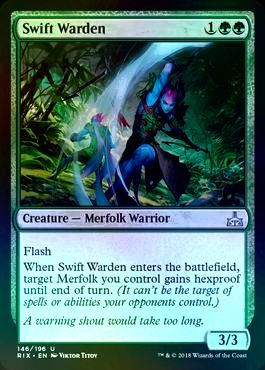 Swift Warden 1
Creature — Merfolk Warrior
Flash
When Swift Warden enters the battlefield,
target Merfolk you control gains hexproof
until end of turn. (It can't be the target of
spells or abilities your opponents control.)
A warning shout would take too long.
3/3
146/196 U
RIX • EN Viktor Titov
™ & © 2018 Wizards of the Coast